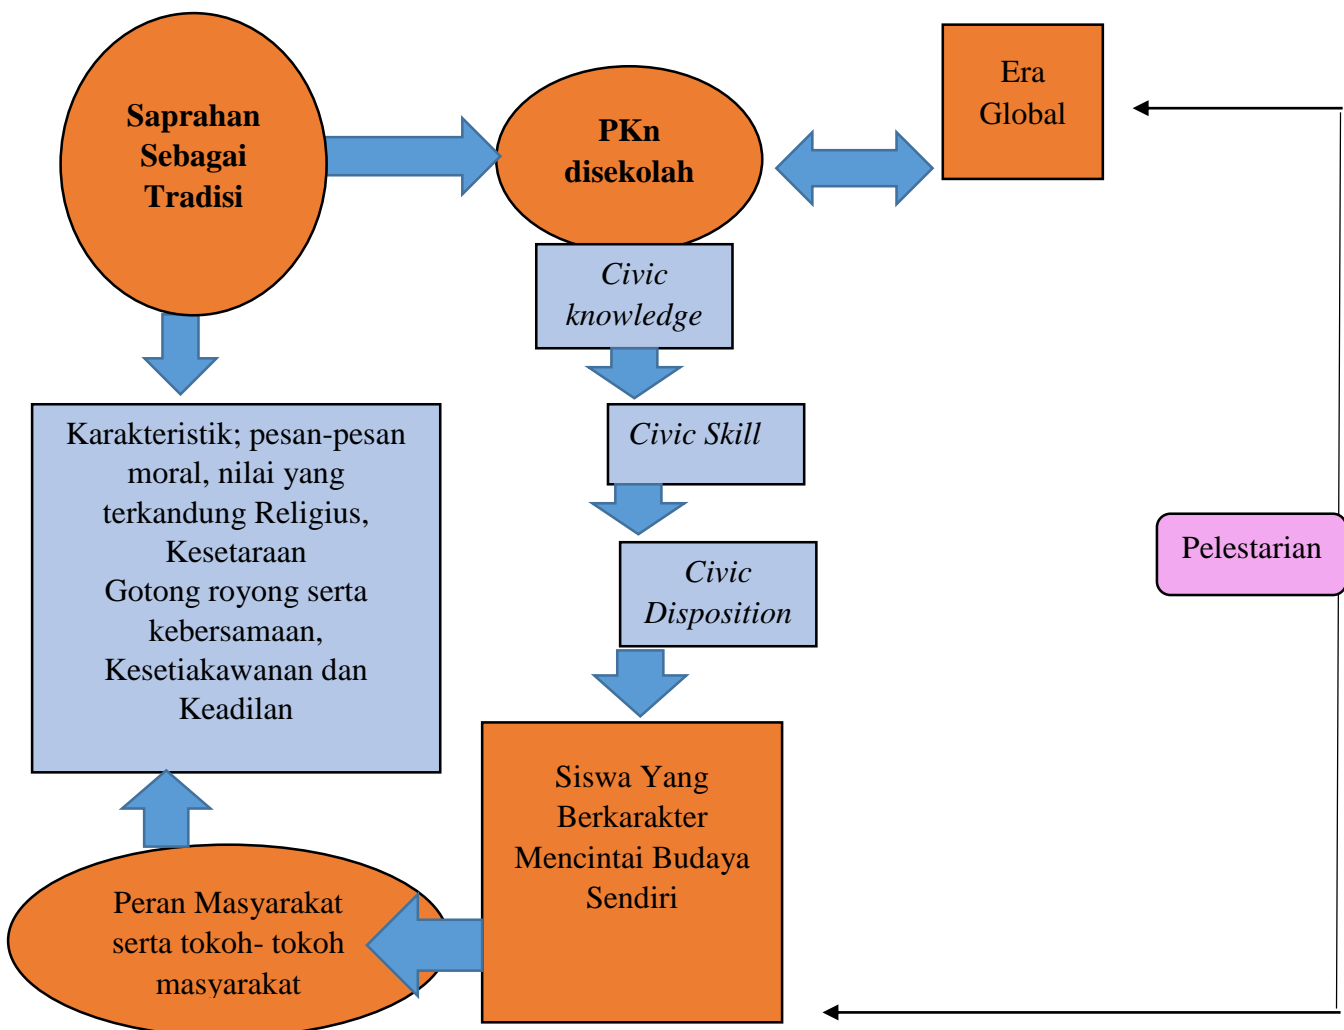 Saprahan
Sebagai
Tradisi
PKn
disekolah
Era
Global
Civic
knowledge
Karakteristik; pesan-pesan
moral, nilai yang
terkandung Religius,
Kesetaraan
Gotong royong serta
kebersamaan,
Kesetiakawanan dan
Keadilan
Civic Skill
Civic
Disposition
Pelestarian
Siswa Yang
Berkarakter
Mencintai Budaya
Sendiri
Peran Masyarakat
serta tokoh- tokoh
masyarakat